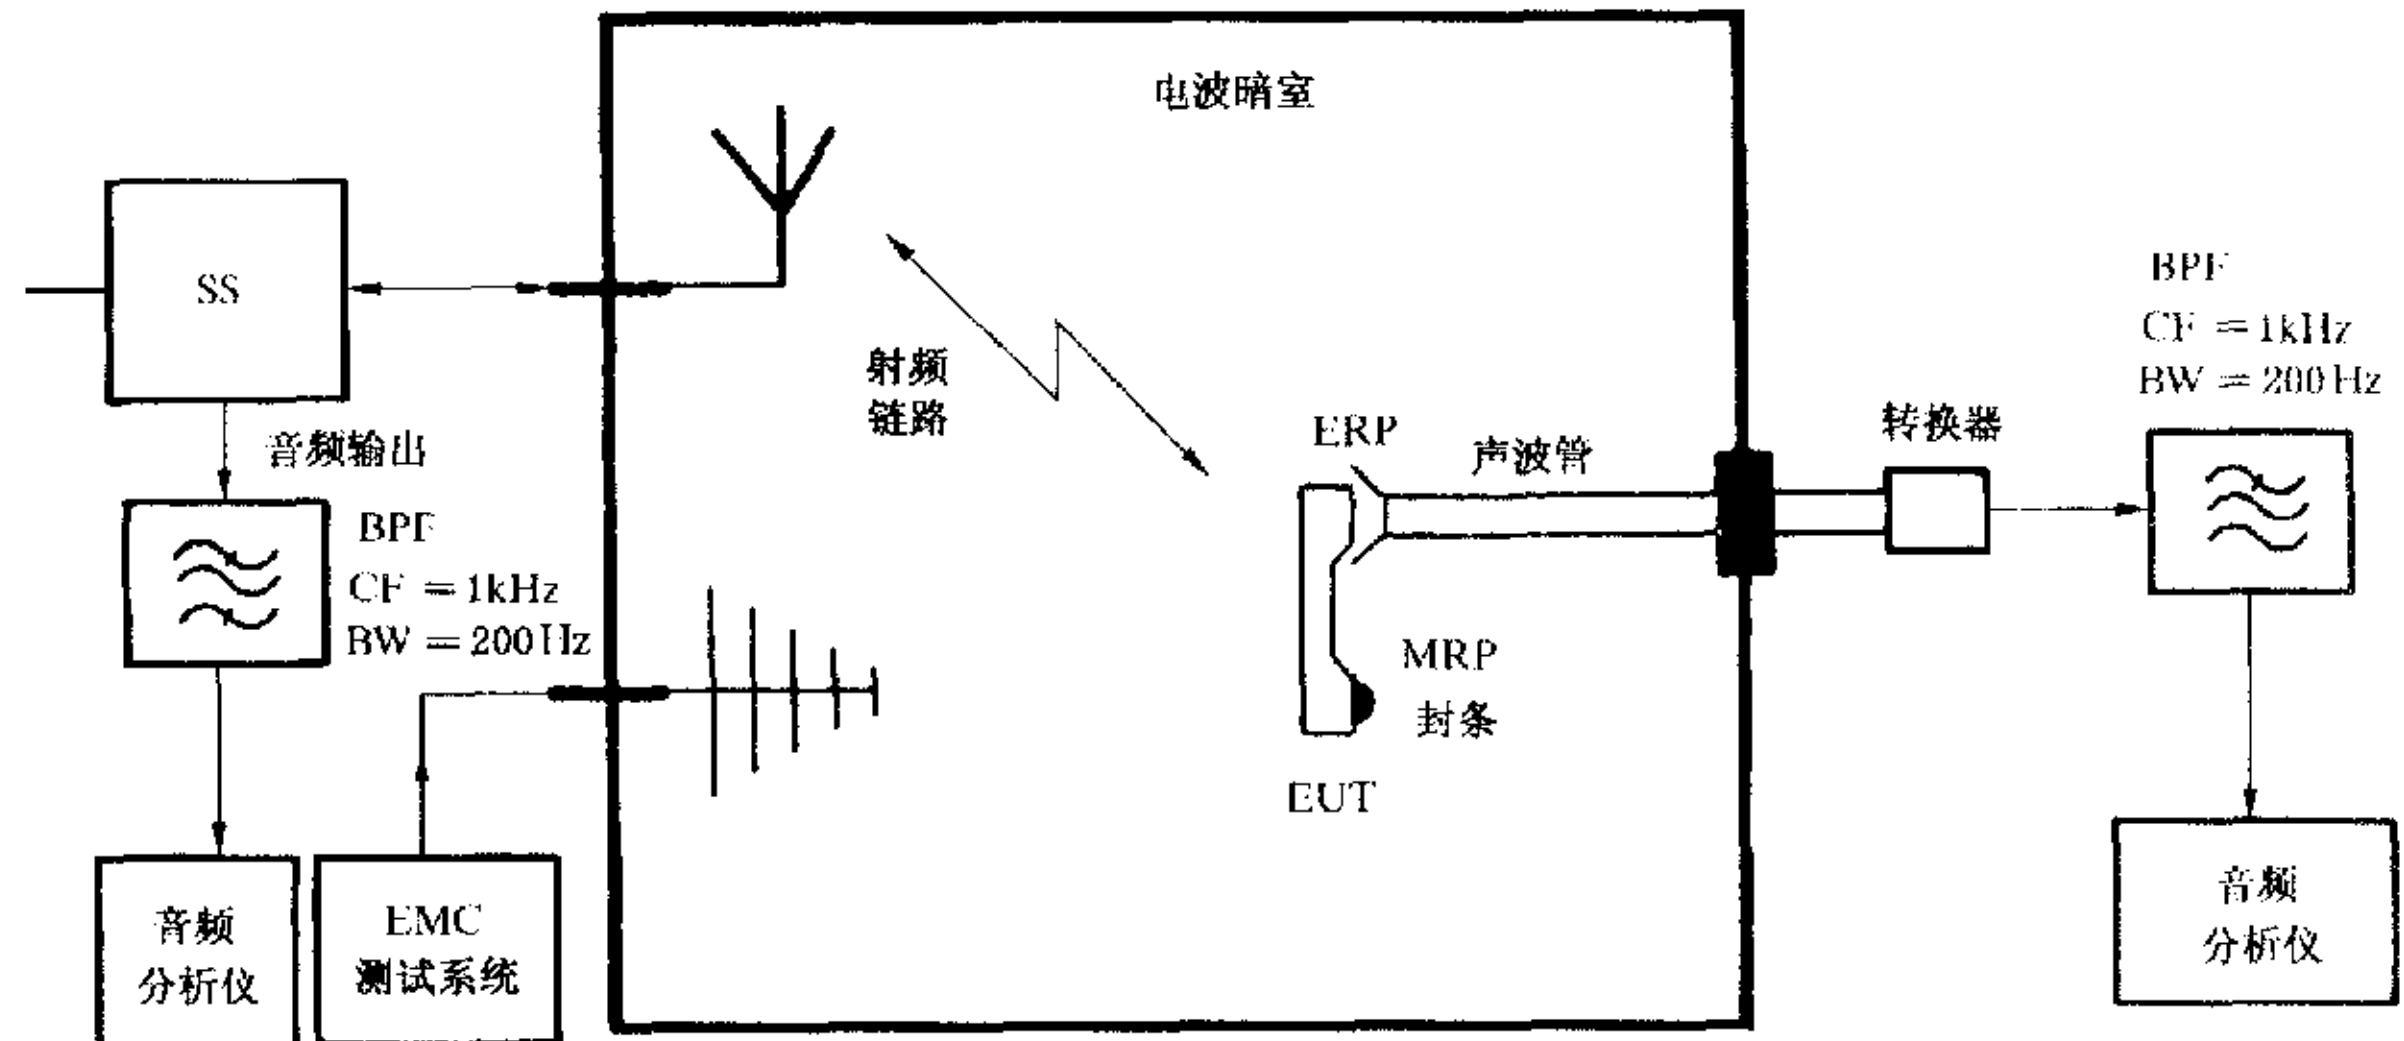 电波暗室
SS
音频输出
BPF
CF = 1kHz
BW = 200Hz
音频
分析仪
EMC
测试系统
射频
链路
ERP
声波管
MRP
封条
EUT
转换器
BPF
CF = 1kHz
BW = 200Hz
音频
分析仪